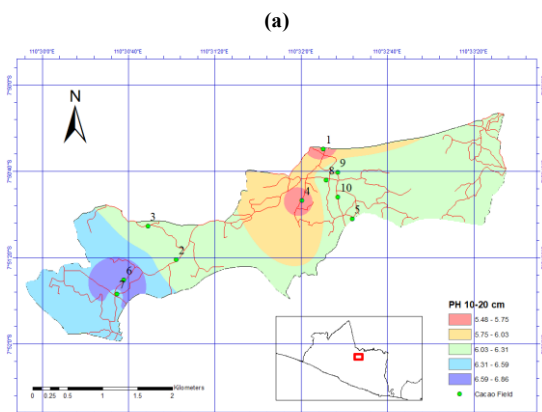 (a)
110°30'0"E 110°30'40"E 110°31'20"E 110°32'0"E 110°32'40"E 110°33'20"E
N
1
9
8
4
10
5
3
2
6
7
PH 10-20 cm
5.48 - 5.75
5.75 - 6.03
6.03 - 6.31
6.31 - 6.59
6.59 - 6.86
Cacao Field
Kilometers
0 0.25 0.5 1 1.5 2